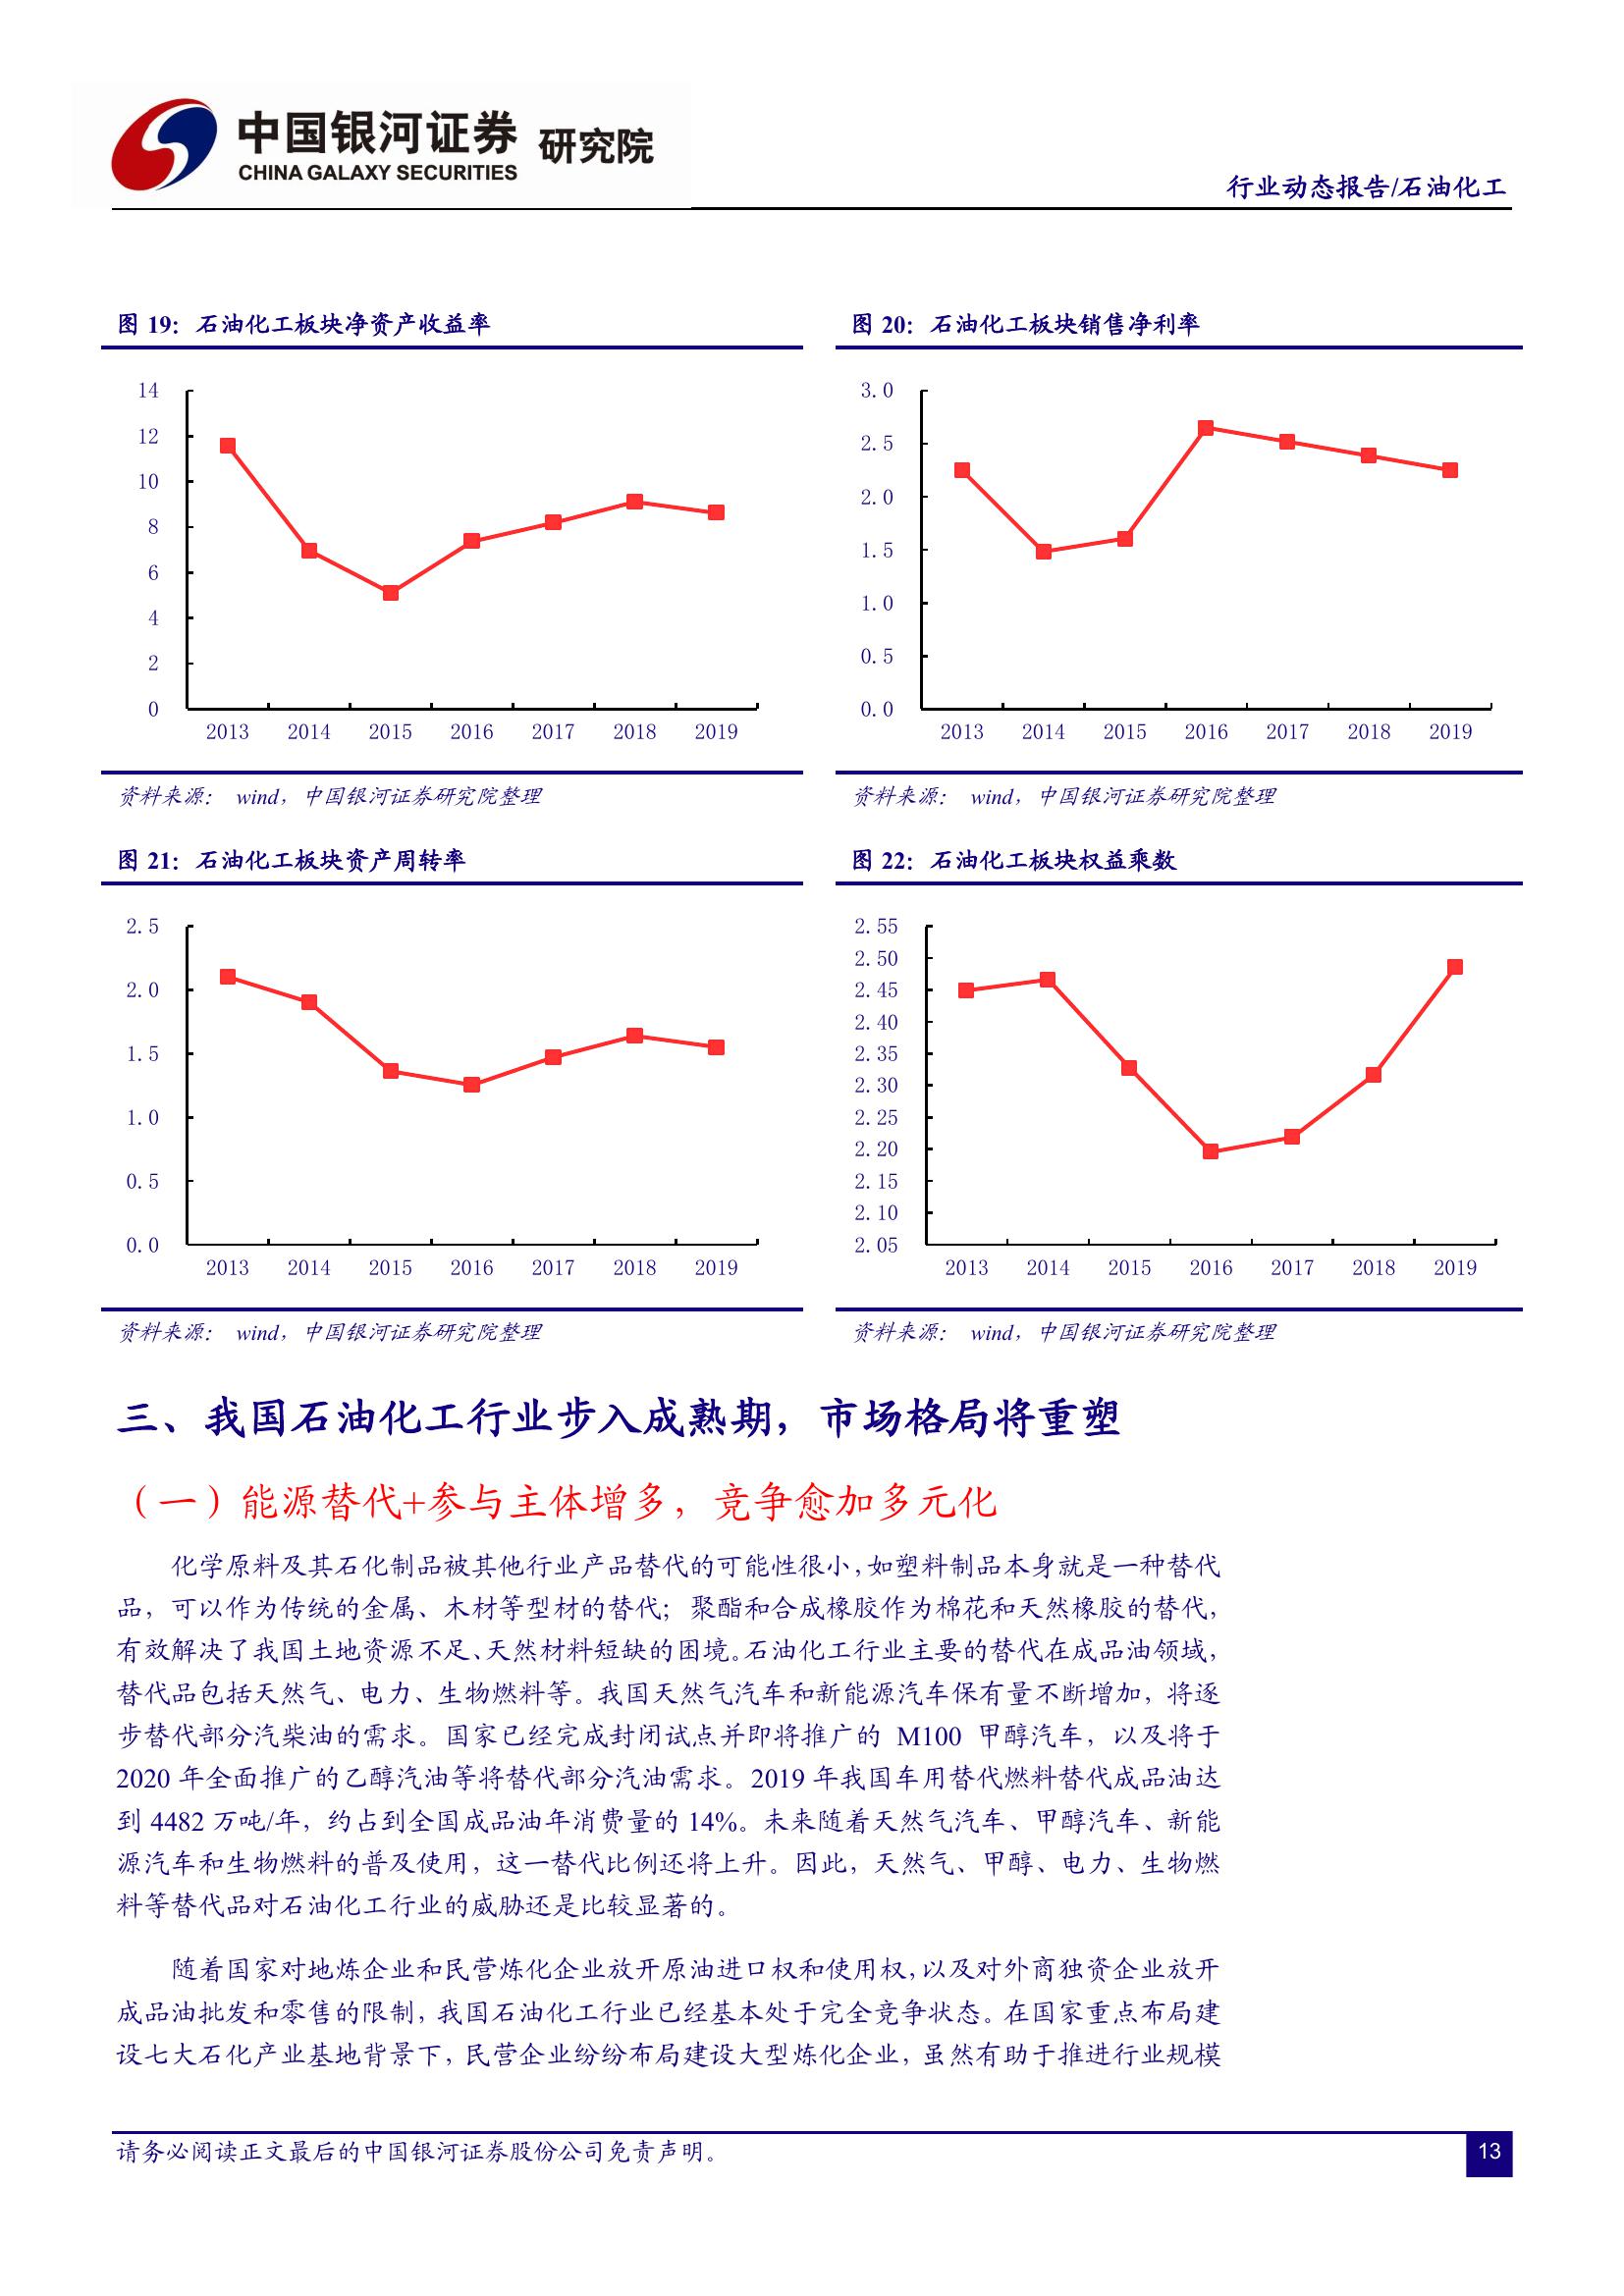 中国银河证券 研究院
CHINA GALAXY SECURITIES
行业动态报告/石油化工
图 19：石油化工板块净资产收益率
14
12
10
8
6
4
2
0
2013 2014 2015 2016 2017 2018 2019
资料来源： wind，中国银河证券研究院整理
图 20：石油化工板块销售净利率
3.0
2.5
2.0
1.5
1.0
0.5
0.0
2013 2014 2015 2016 2017 2018 2019
资料来源： wind，中国银河证券研究院整理
图 21：石油化工板块资产周转率
2.5
2.0
1.5
1.0
0.5
0.0
2013 2014 2015 2016 2017 2018 2019
资料来源： wind，中国银河证券研究院整理
图 22：石油化工板块权益乘数
2.55
2.50
2.45
2.40
2.35
2.30
2.25
2.20
2.15
2.10
2.05
2013 2014 2015 2016 2017 2018 2019
资料来源： wind，中国银河证券研究院整理
三、我国石油化工行业步入成熟期，市场格局将重塑
（一）能源替代+参与主体增多，竞争愈加多元化
化学原料及其石化制品被其他行业产品替代的可能性很小，如塑料制品本身就是一种替代
品，可以作为传统的金属、木材等型材的替代；聚酯和合成橡胶作为棉花和天然橡胶的替代，
有效解决了我国土地资源不足、天然材料短缺的困境。石油化工行业主要的替代在成品油领域，
替代品包括天然气、电力、生物燃料等。我国天然气汽车和新能源汽车保有量不断增加，将逐
步替代部分汽柴油的需求。国家已经完成封闭试点并即将推广的 M100 甲醇汽车，以及将于
2020 年全面推广的乙醇汽油等将替代部分汽油需求。2019 年我国车用替代燃料替代成品油达
到 4482 万吨/年，约占到全国成品油年消费量的 14%。未来随着天然气汽车、甲醇汽车、新能
源汽车和生物燃料的普及使用，这一替代比例还将上升。因此，天然气、甲醇、电力、生物燃
料等替代品对石油化工行业的威胁还是比较显著的。
随着国家对地炼企业和民营炼化企业放开原油进口权和使用权，以及对外商独资企业放开
成品油批发和零售的限制，我国石油化工行业已经基本处于完全竞争状态。在国家重点布局建
设七大石化产业基地背景下，民营企业纷纷布局建设大型炼化企业，虽然有助于推进行业规模
请务必阅读正文最后的中国银河证券股份公司免责声明。
13